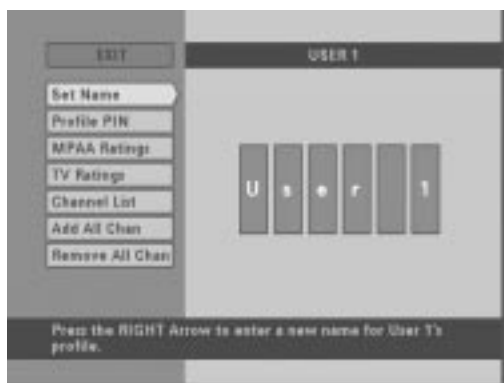 EXIT
USER 1
Set Name
Profile PIN
MPAA Ratings
TV Ratings
Channel List
Add All Chan
Remove All Chan
U s e r 1
Press the RIGHT Arrow to enter a new name for User 1's
profile.